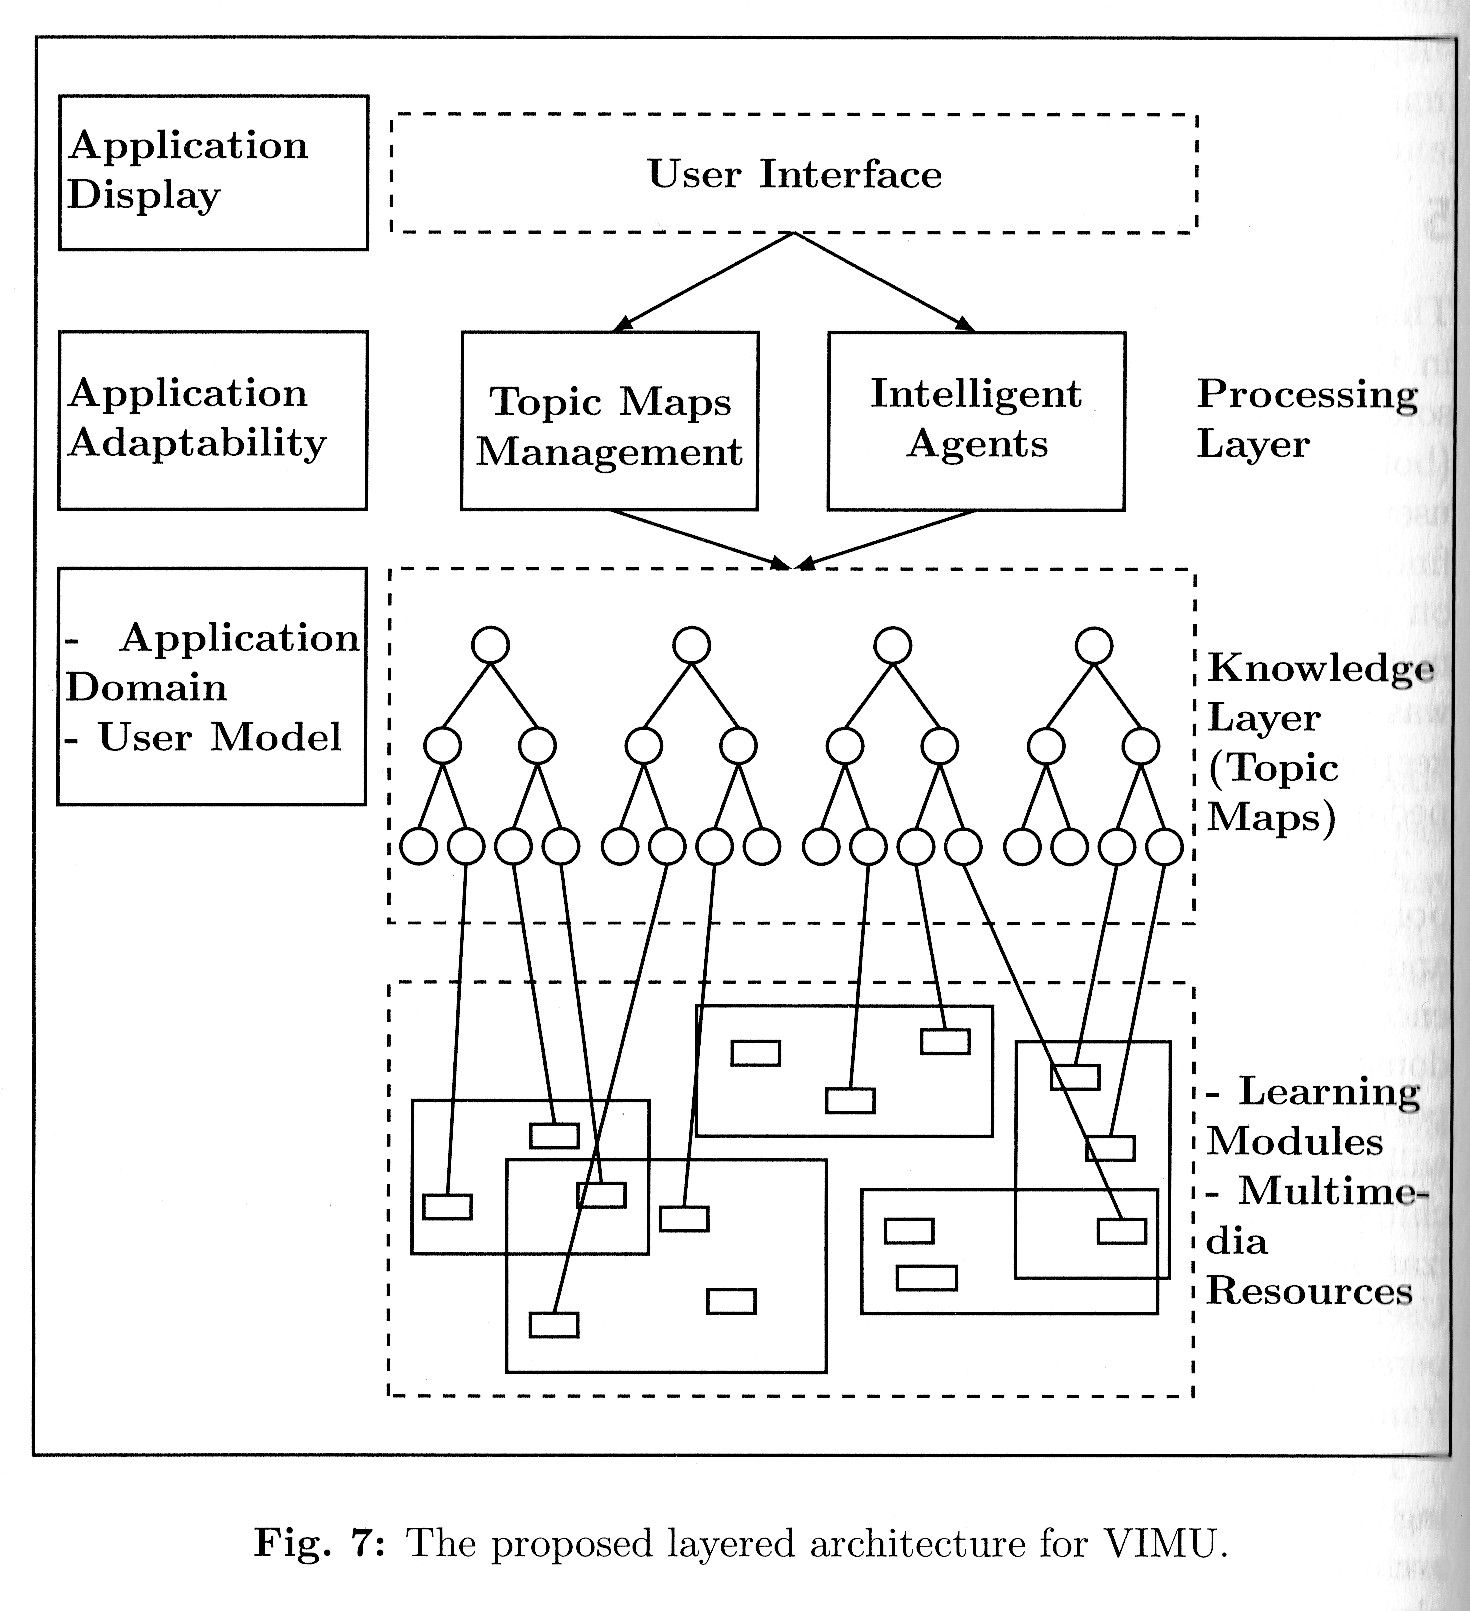 Application
Display
User Interface
Application
Adaptability
Topic Maps
Management
Intelligent
Agents
Processing
Layer
- Application
Domain
- User Model
Knowledge
Layer
(Topic
Maps)
- Learning
Modules
- Multime-
dia
Resources
Fig. 7: The proposed layered architecture for VIMU.